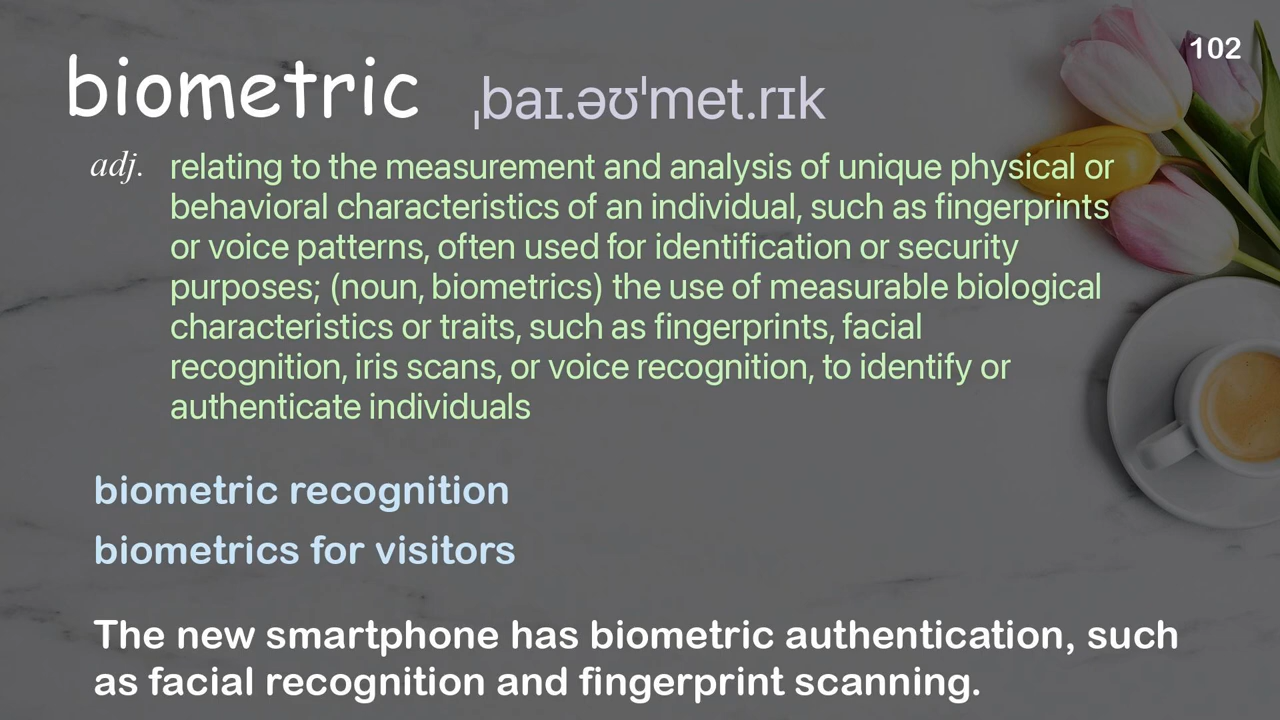 102
biometric ˌbaɪ.əʊˈmet.rɪk
adj. relating to the measurement and analysis of unique physical or
behavioral characteristics of an individual, such as fingerprints
or voice patterns, often used for identification or security
purposes; (noun, biometrics) the use of measurable biological
characteristics or traits, such as fingerprints, facial
recognition, iris scans, or voice recognition, to identify or
authenticate individuals
biometric recognition
biometrics for visitors
The new smartphone has biometric authentication, such
as facial recognition and fingerprint scanning.